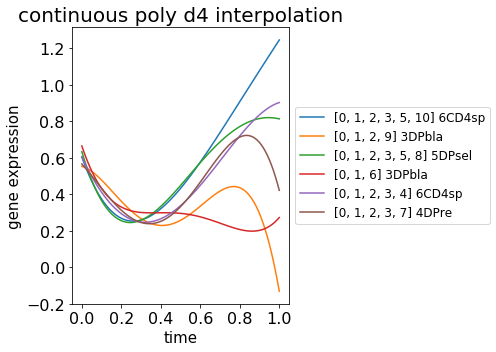 continuous poly d4 interpolation
gene expression
1.2
1.0
0.8
0.6
0.4
0.2
0.0
−0.2
0.0 0.2 0.4 0.6 0.8 1.0
time
[0, 1, 2, 3, 5, 10] 6CD4sp
[0, 1, 2, 9] 3DPbla
[0, 1, 2, 3, 5, 8] 5DPsel
[0, 1, 6] 3DPbla
[0, 1, 2, 3, 4] 6CD4sp
[0, 1, 2, 3, 7] 4DPre